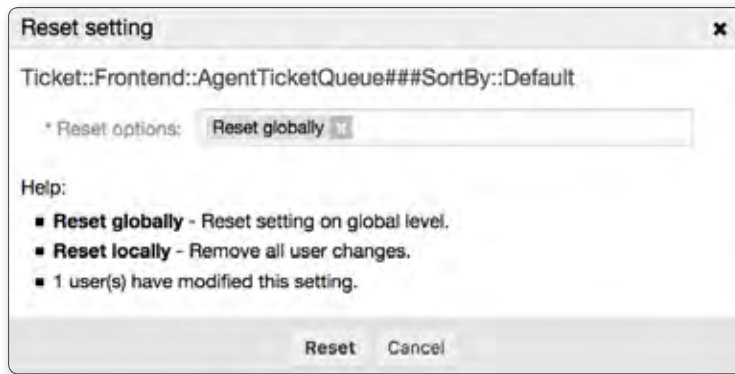 Reset setting
Ticket::Frontend::AgentTicketQueue###SortBy::Default
* Reset options: Reset globally x
Help:
▪ Reset globally - Reset setting on global level.
▪ Reset locally - Remove all user changes.
▪ 1 user(s) have modified this setting.
Reset Cancel